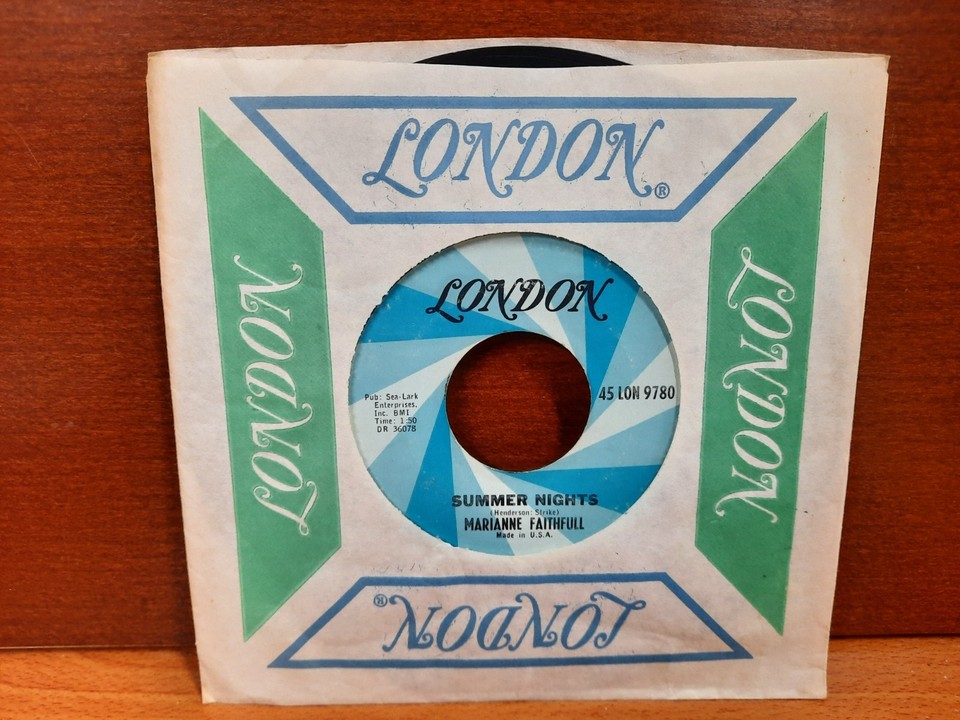 LONDON®
LONDON
LONDON
LONDON
45 LON 9780
Pub: Sea-Lark
Enterprises,
Inc. BMI
Time: 1:50
DR 36078
SUMMER NIGHTS
(Henderson: Strike)
MARIANNE FAITHFULL
Made in U.S.A.
LONDON®